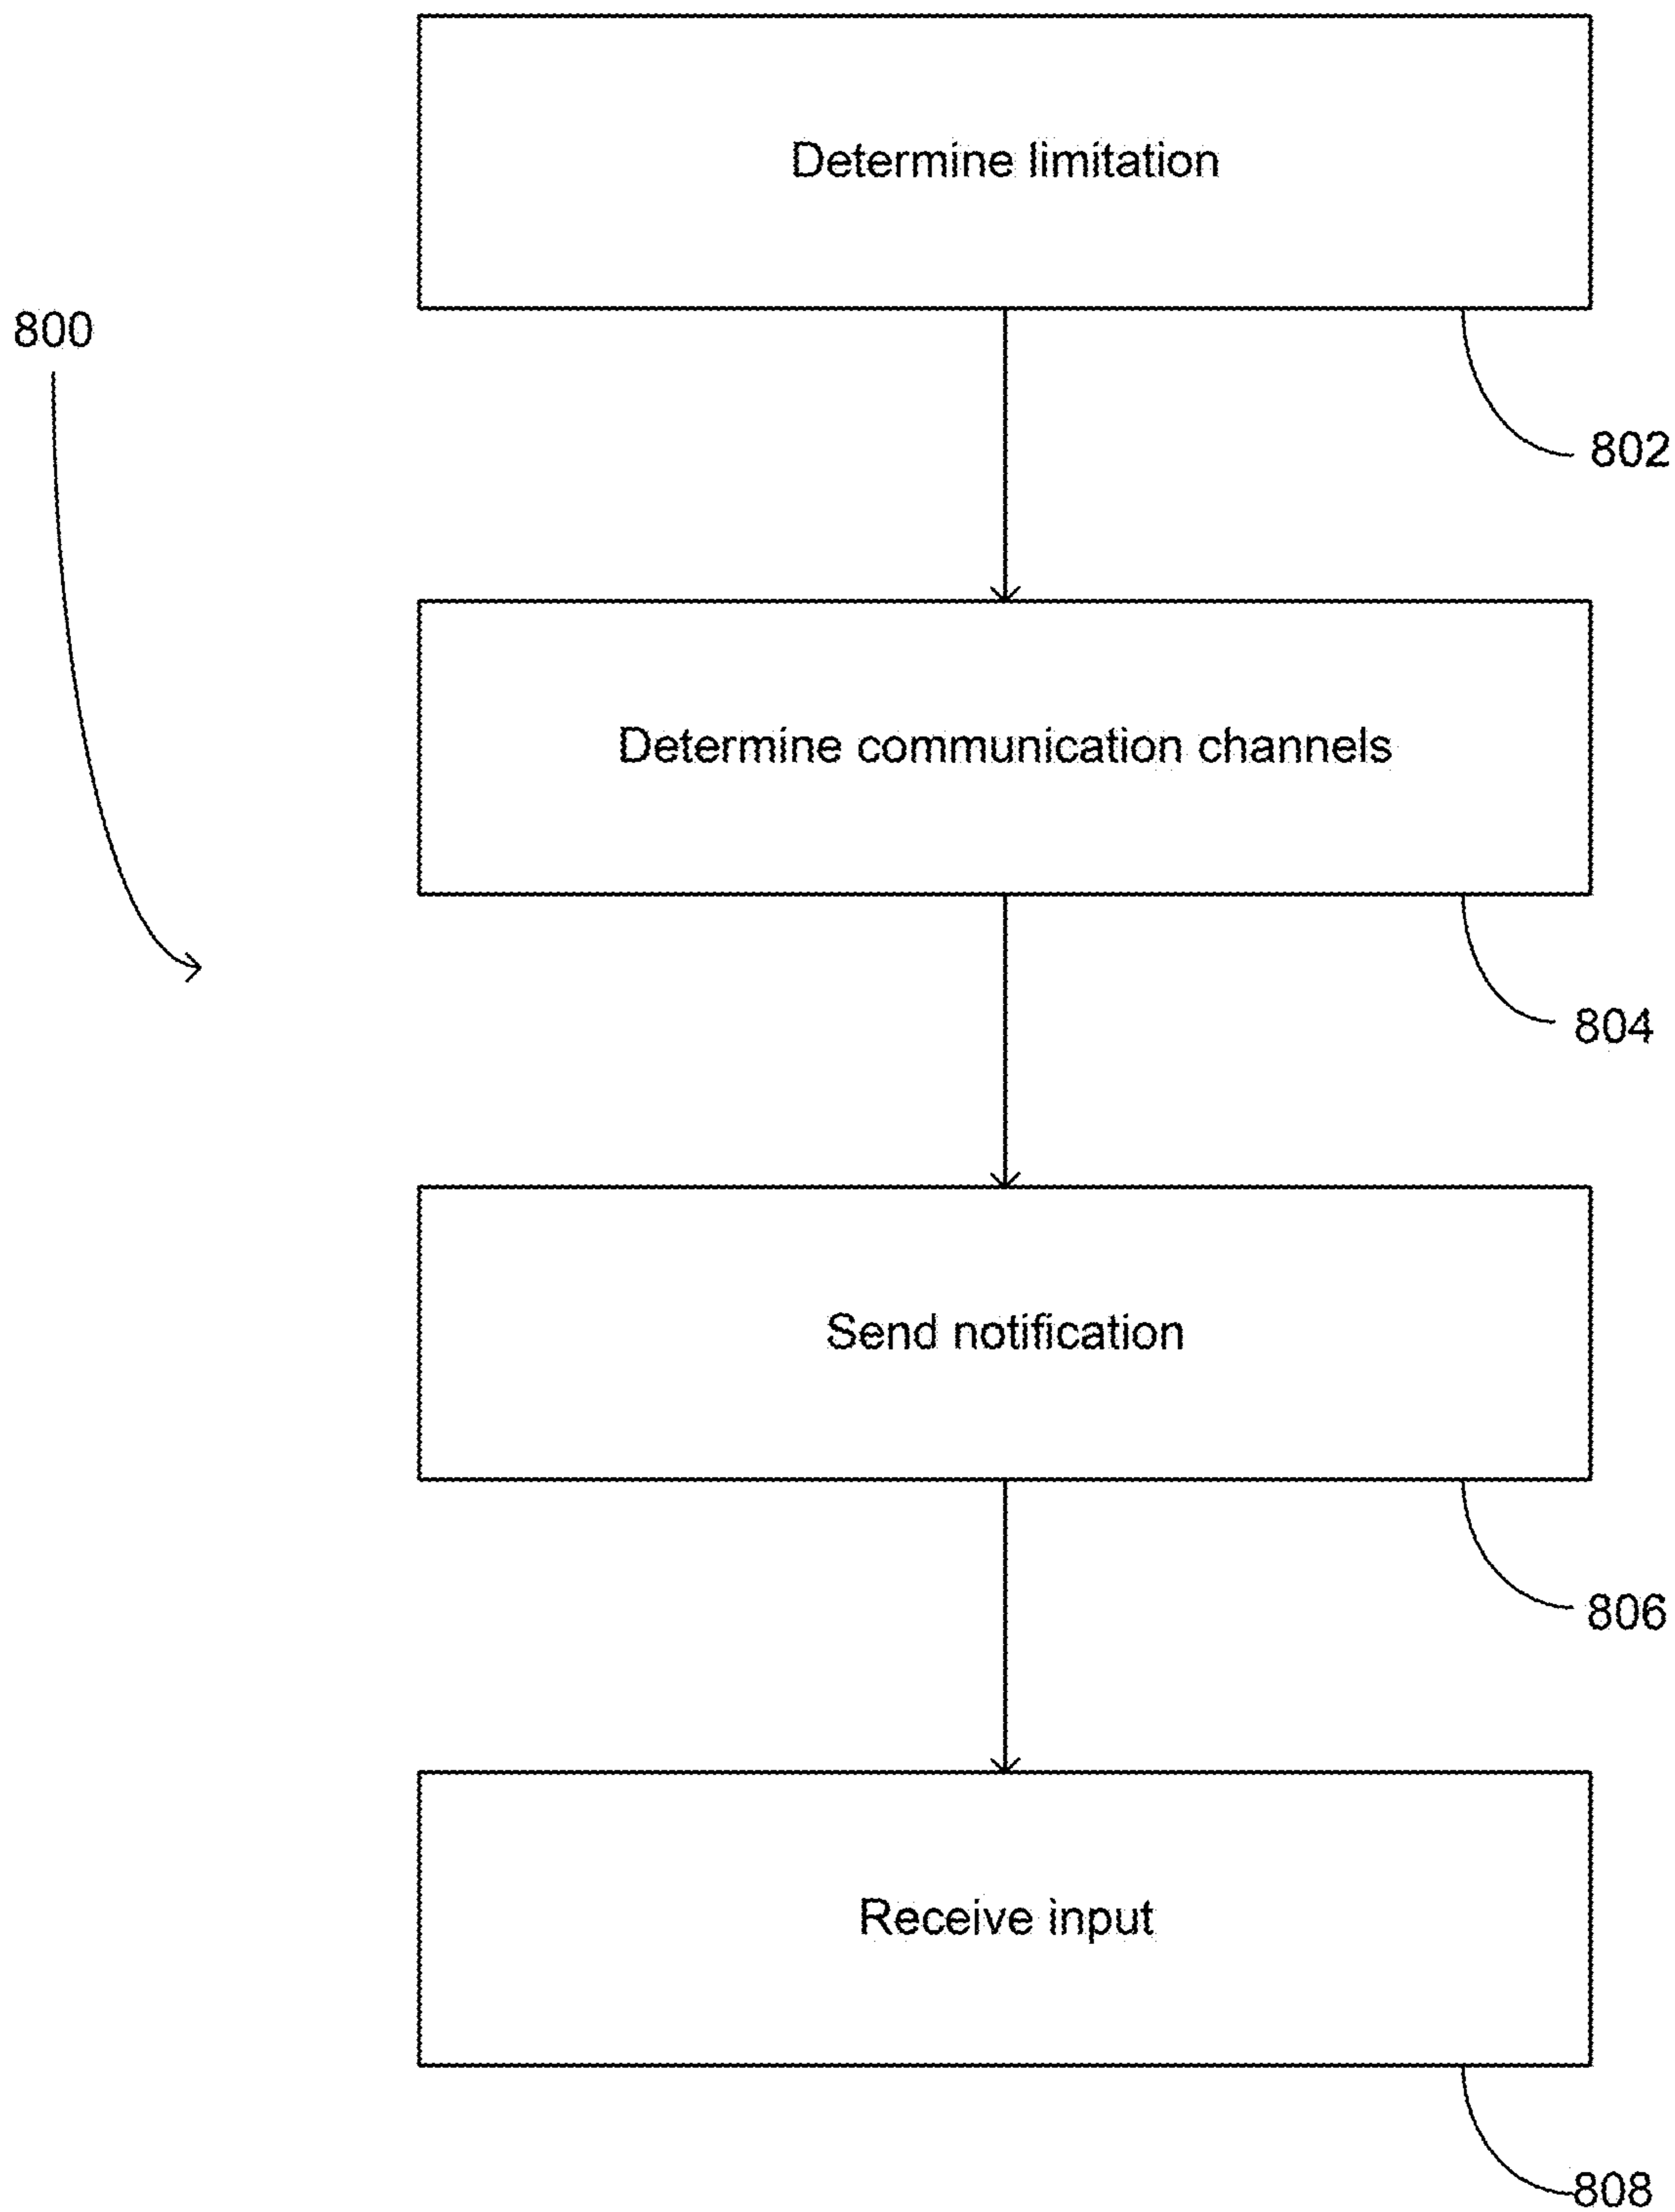 Determine limitation
800
802
Determine communication channels
804
Send notification
806
Receive input
808